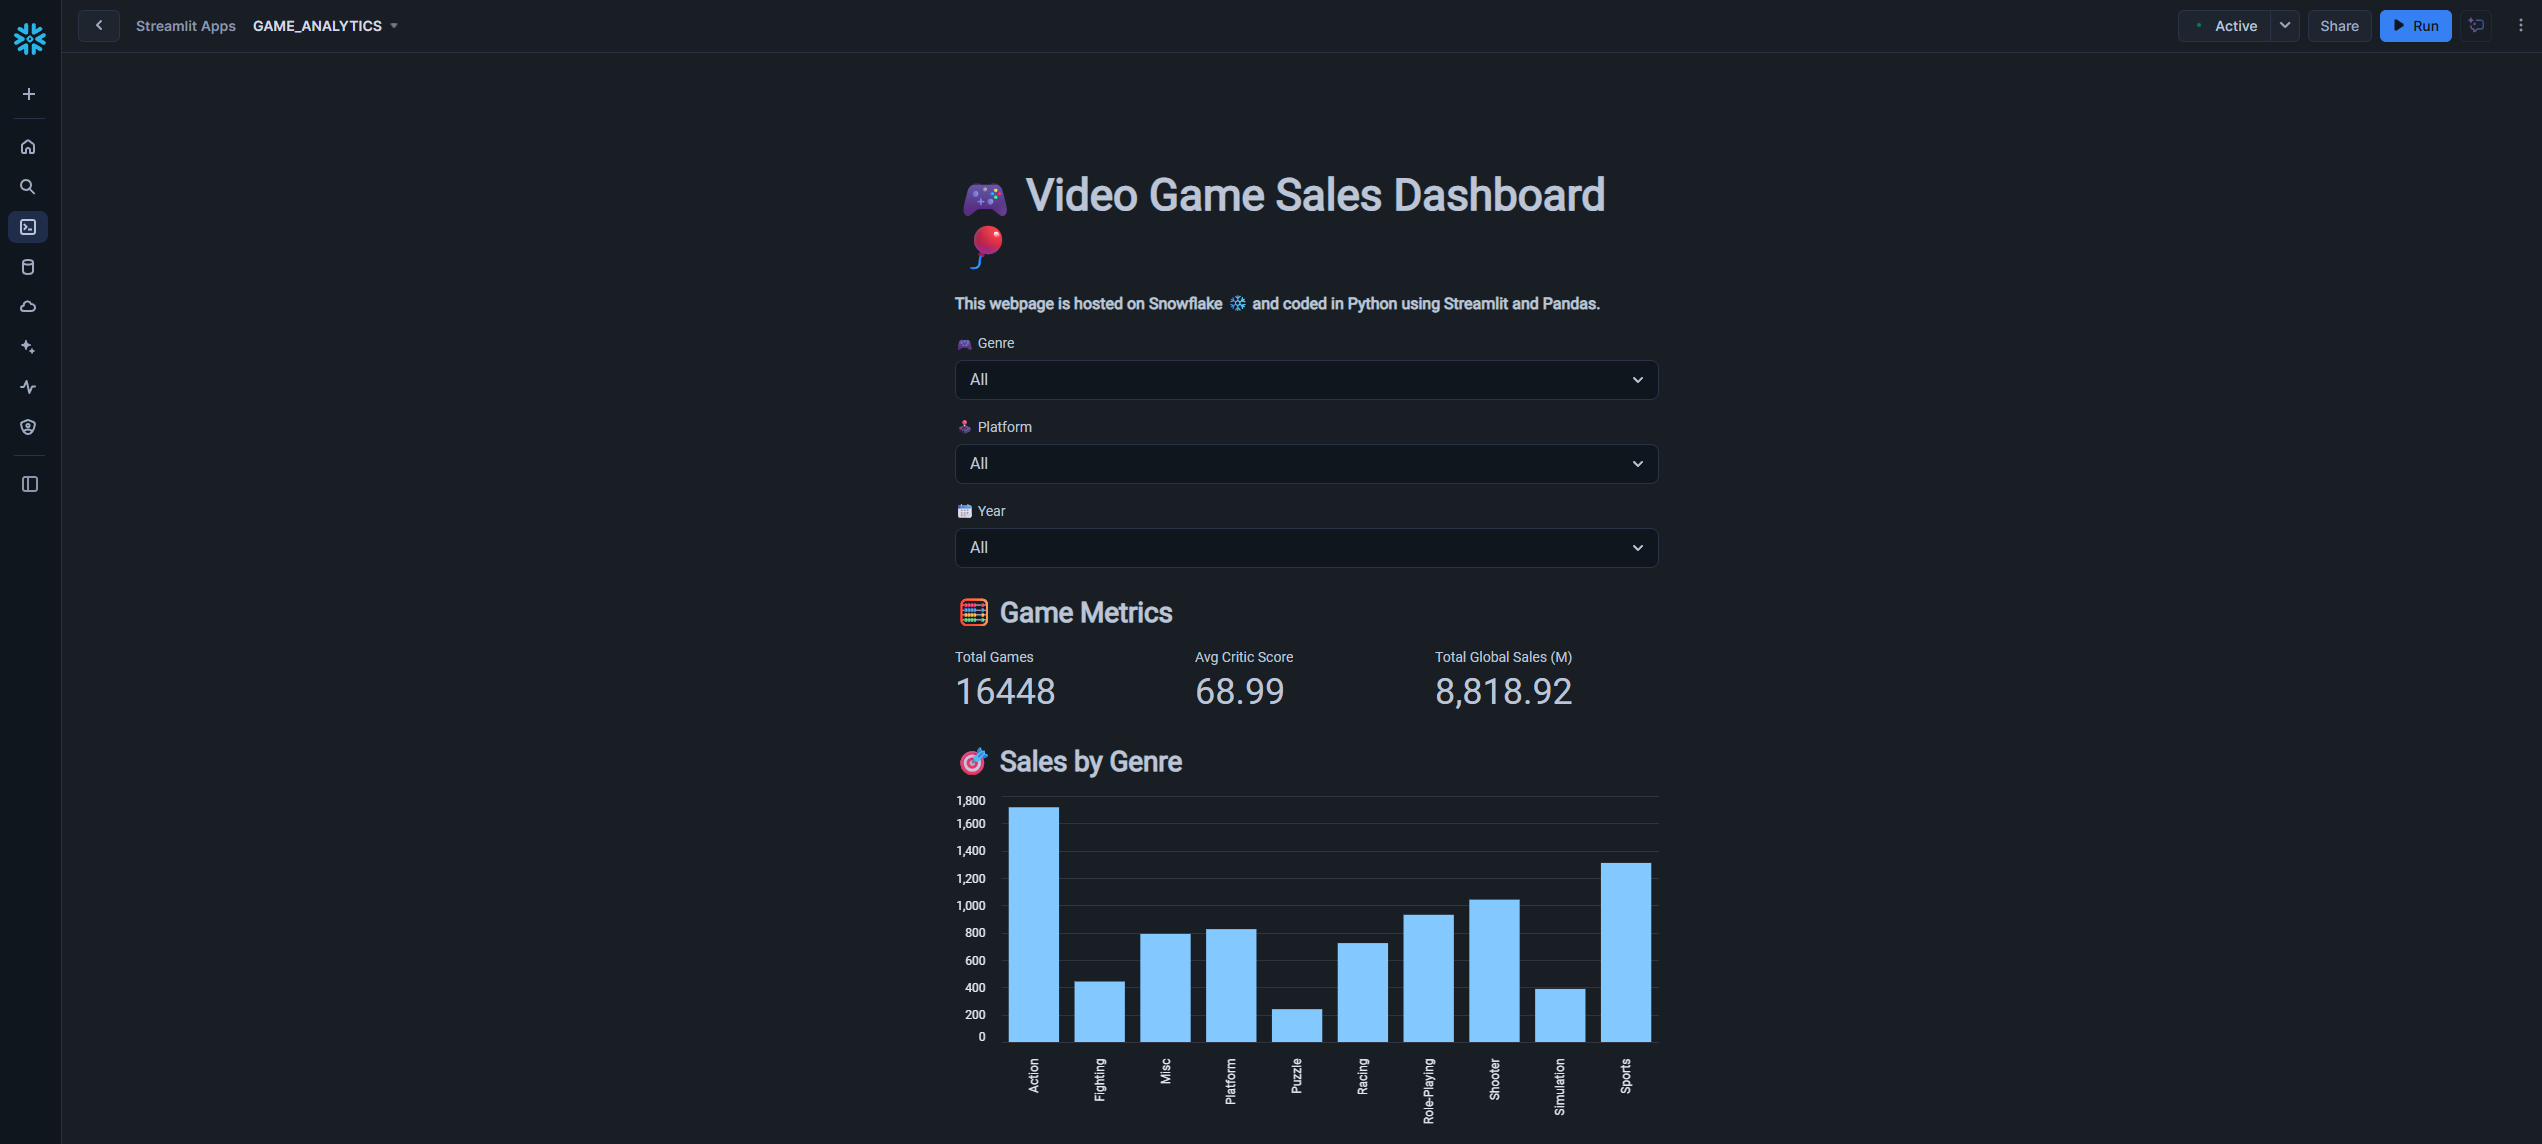 Streamlit Apps GAME_ANALYTICS
Active
Share
Run
Video Game Sales Dashboard
This webpage is hosted on Snowflake and coded in Python using Streamlit and Pandas.
Genre
All
Platform
All
Year
All
Game Metrics
Total Games
16448
Avg Critic Score
68.99
Total Global Sales (M)
8,818.92
Sales by Genre
1,800
1,600
1,400
1,200
1,000
800
600
400
200
0
Action
Fighting
Misc
Platform
Puzzle
Racing
Role-Playing
Shooter
Simulation
Sports